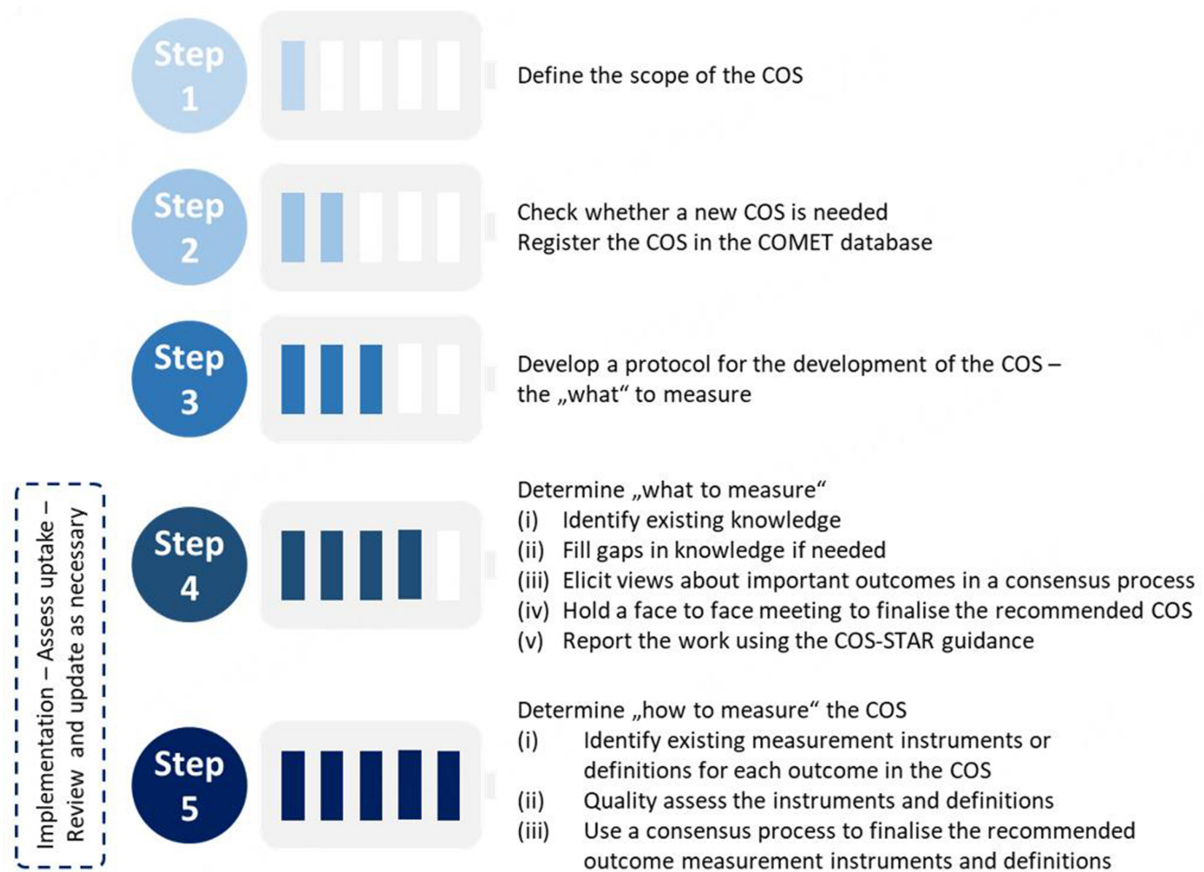 Step
1
Define the scope of the COS
Step
2
Check whether a new COS is needed
Register the COS in the COMET database
Step
3
Develop a protocol for the development of the COS –
the „what“ to measure
Implementation – Assess uptake –
Review and update as necessary
Step
4
Determine „what to measure“
(i) Identify existing knowledge
(ii) Fill gaps in knowledge if needed
(iii) Elicit views about important outcomes in a consensus process
(iv) Hold a face to face meeting to finalise the recommended COS
(v) Report the work using the COS-STAR guidance
Step
5
Determine „how to measure“ the COS
(i) Identify existing measurement instruments or
definitions for each outcome in the COS
(ii) Quality assess the instruments and definitions
(iii) Use a consensus process to finalise the recommended
outcome measurement instruments and definitions